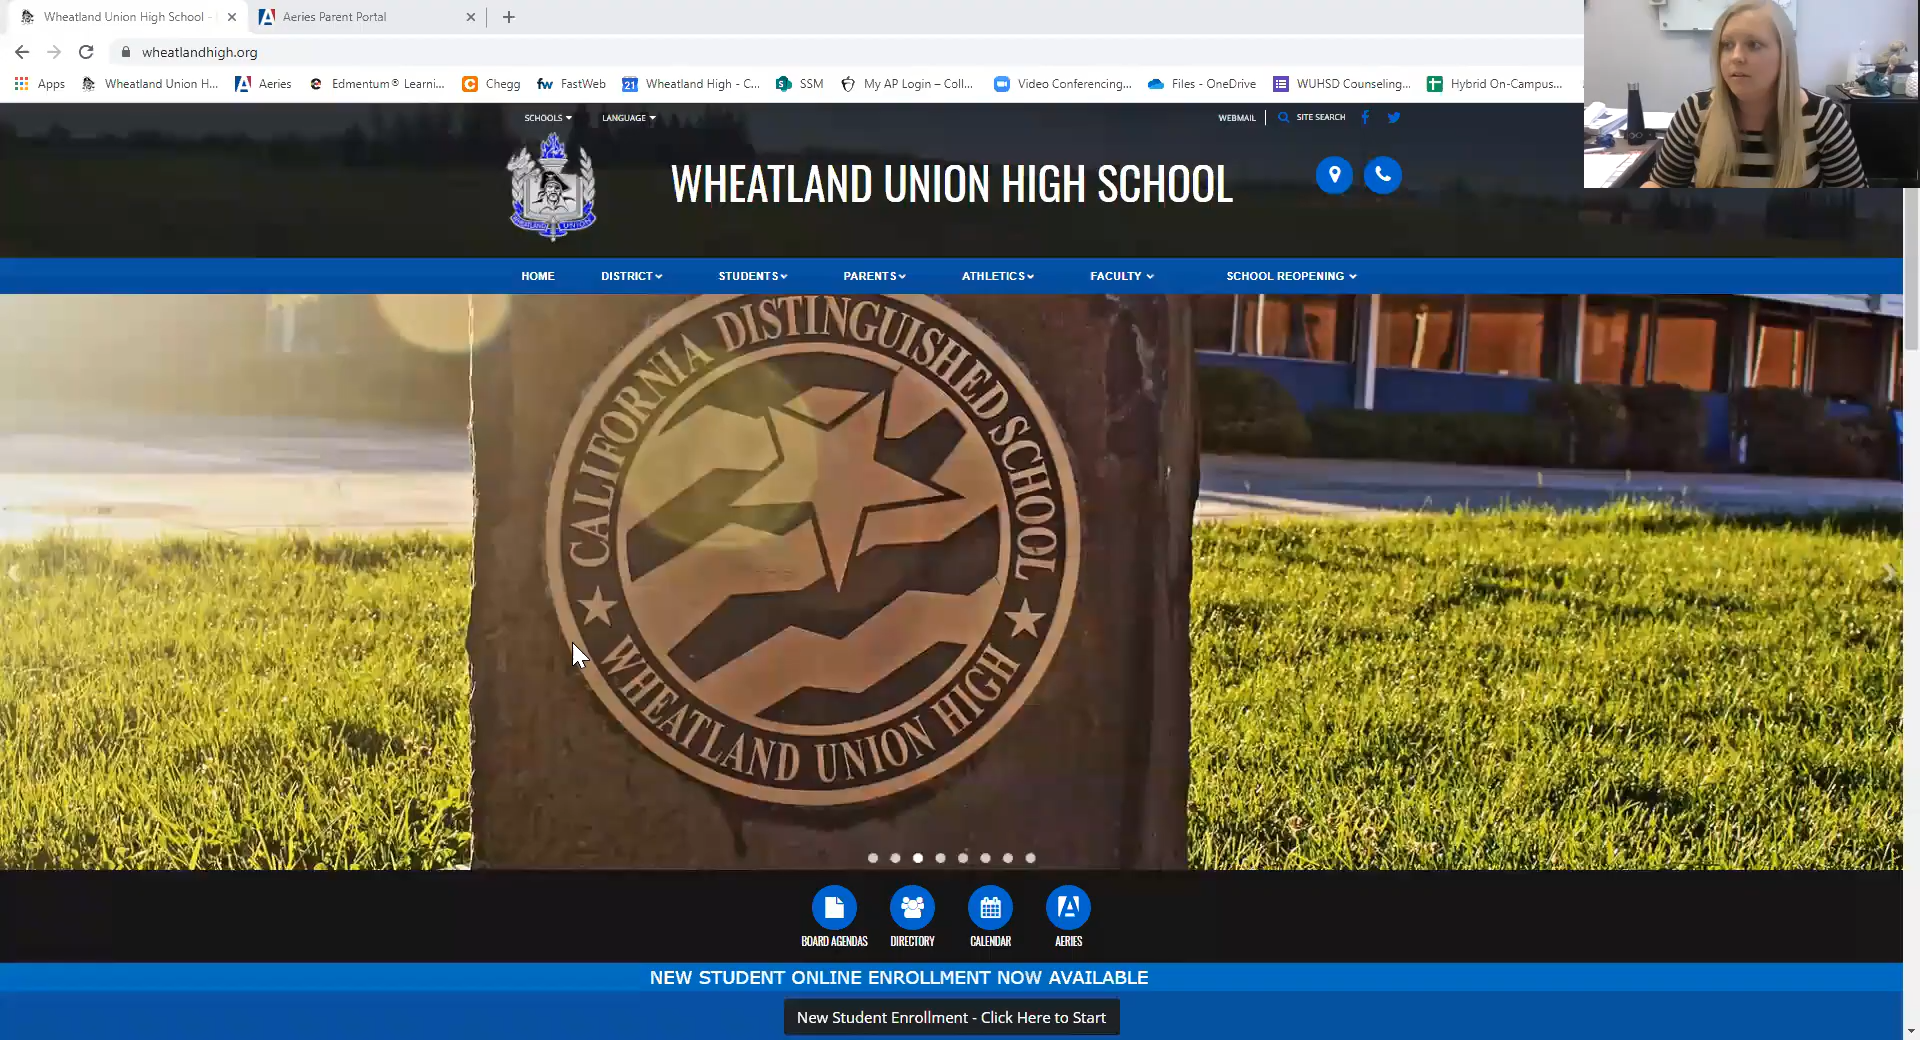 Wheatland Union High School -
Aeries Parent Portal
wheatlandhigh.org
Apps
Wheatland Union H...
Aeries
Edmentum® Learni...
Chegg
FastWeb
21
Wheatland High - C...
SSM
My AP Login – Coll...
Video Conferencing...
Files - OneDrive
WUHSD Counseling...
Hybrid On-Campus...
SCHOOLS
LANGUAGE
WEBMAIL
SITE SEARCH
WHEATLAND UNION
WHEATLAND UNION HIGH SCHOOL
HOME
DISTRICT
STUDENTS
PARENTS
ATHLETICS
FACULTY
SCHOOL REOPENING
CALIFORNIA DISTINGUISHED SCHOOL
WHEATLAND UNION HIGH
BOARD AGENDAS
DIRECTORY
CALENDAR
AERIES
NEW STUDENT ONLINE ENROLLMENT NOW AVAILABLE
New Student Enrollment - Click Here to Start